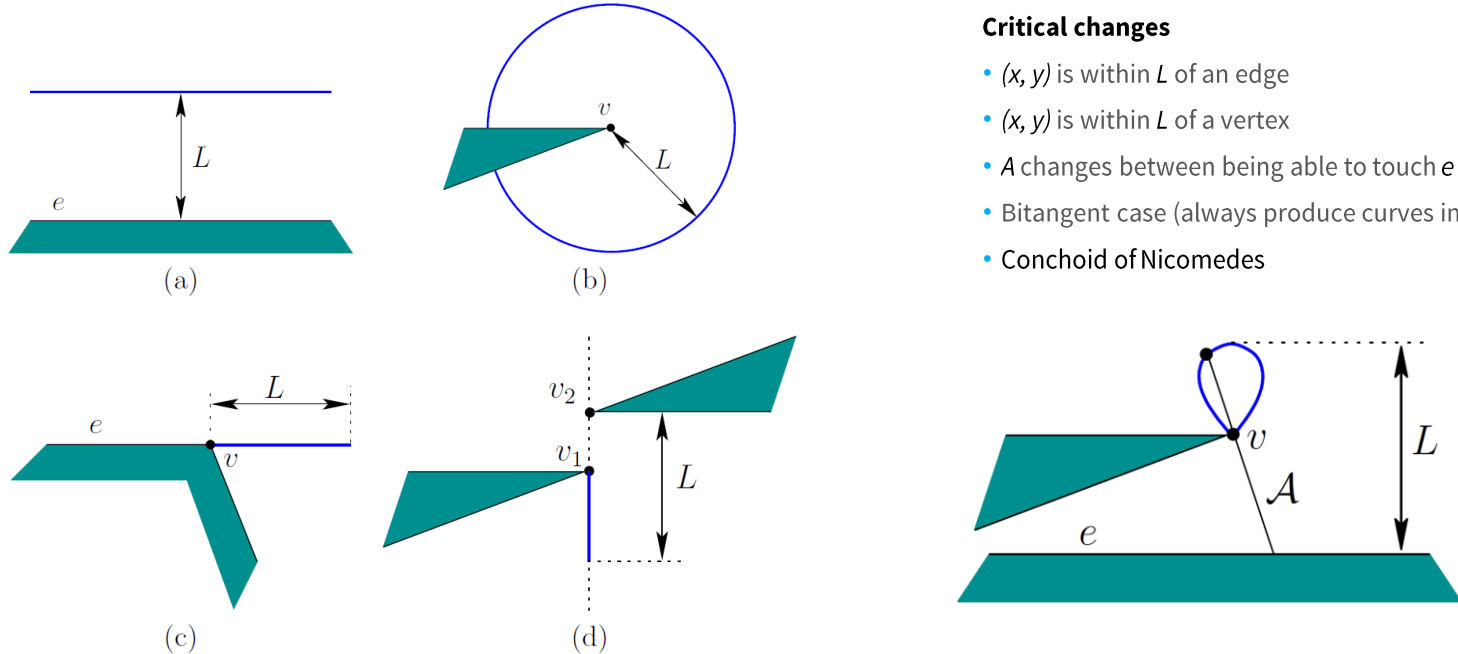 L
e
(a)
v
L
(b)
Critical changes
• (x, y) is within L of an edge
• (x, y) is within L of a vertex
• A changes between being able to touch e
• Bitangent case (always produce curves in
• Conchoid of Nicomedes
L
e
v
(c)
v₂
v₁
L
(d)
v
L
𝒜
e